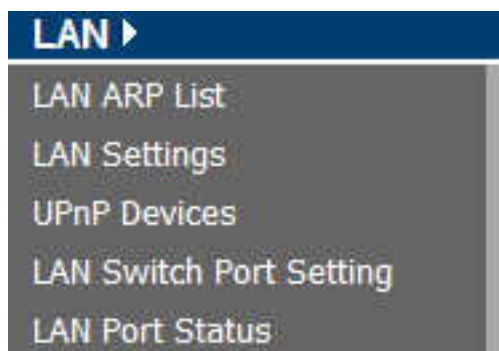 LAN
LAN ARP List
LAN Settings
UPnP Devices
LAN Switch Port Setting
LAN Port Status